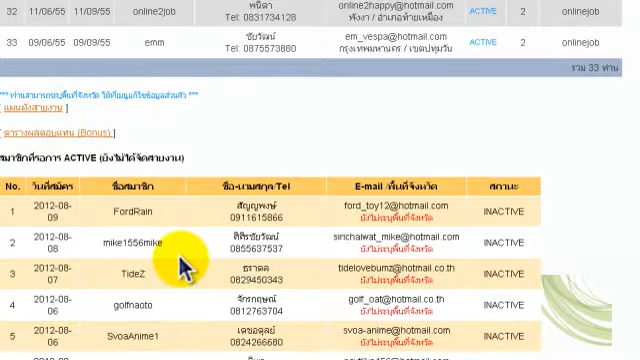 32 11/06/55 11/09/55 online2job พนิดา online2happy@hotmail.com ACTIVE 2 onlinejob
Tel: 0831734128 พังงา / อำเภอท้ายเหมือง
33 09/06/55 09/09/55 emm ชัยวัฒน์ em_vespa@hotmail.com ACTIVE 2 onlinejob
Tel: 0875573880 กรุงเทพมหานคร / เขตปทุมวัน
รวม 33 ท่าน
*** ท่านสามารถระบุพื้นที่จังหวัด ได้ที่เมนูแก้ไขข้อมูลส่วนตัว ***
[ แผนผังสายงาน ]
[ ตารางผลตอบแทน (Bonus) ]
สมาชิกที่รอการ ACTIVE (ยังไม่ได้จัดสายงาน)
No. วันที่สมัคร ชื่อสมาชิก ชื่อ-นามสกุล/Tel E-mail /พื้นที่จังหวัด สถานะ
1 2012-08-09 FordRain สัญญพงษ์ ford_toy12@hotmail.com INACTIVE
0911615866 ยังไม่ระบุพื้นที่จังหวัด
2 2012-08-08 mike1556mike ศิริชัยวัฒน์ sirichaiwat_mike@hotmail.com INACTIVE
0855637537 ยังไม่ระบุพื้นที่จังหวัด
3 2012-08-07 TideZ ธราดล tidelovebumz@hotmail.co.th INACTIVE
0829450343 ยังไม่ระบุพื้นที่จังหวัด
4 2012-08-06 golfnaoto จักรกฤษณ์ golf_oat@hotmail.co.th INACTIVE
0812763704 ยังไม่ระบุพื้นที่จังหวัด
5 2012-08-06 SvoaAnime1 เดชอดุลย์ svoa-anime@hotmail.com INACTIVE
0824266680 ยังไม่ระบุพื้นที่จังหวัด